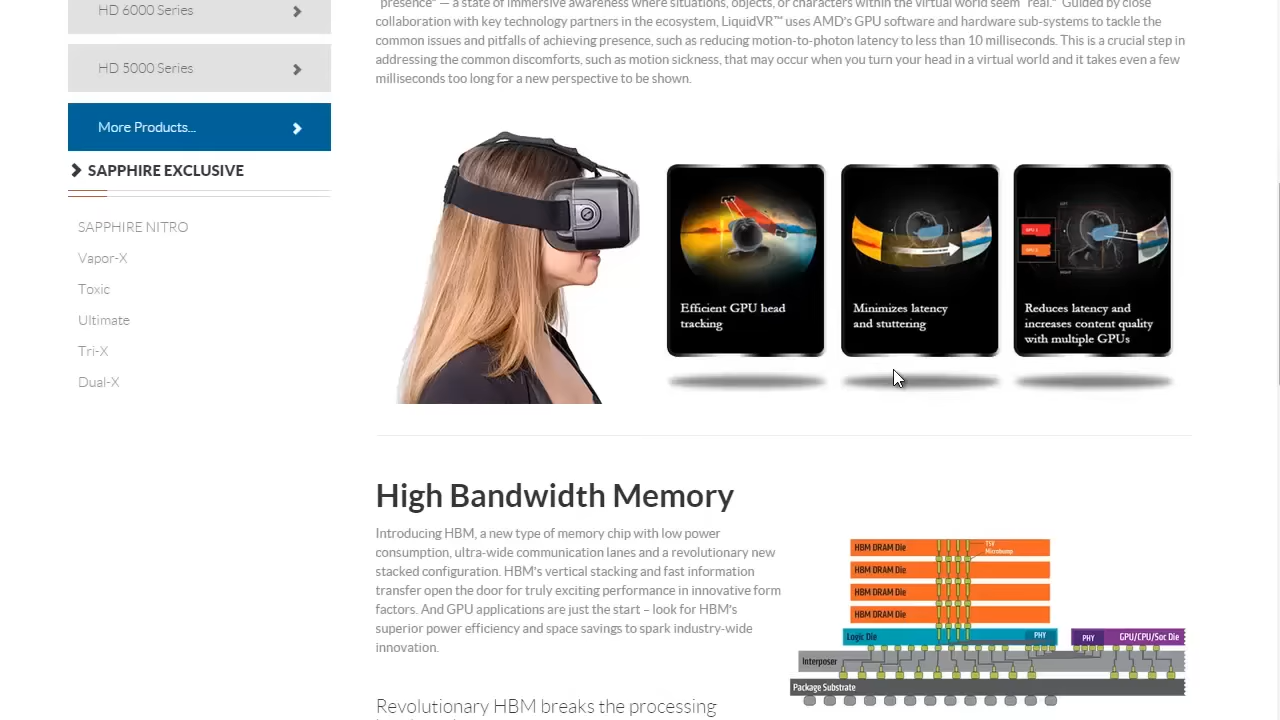 HD 6000 Series
HD 5000 Series
More Products...
SAPPHIRE EXCLUSIVE
SAPPHIRE NITRO
Vapor-X
Toxic
Ultimate
Tri-X
Dual-X
"presence" — a state of immersive awareness where situations, objects, or characters within the virtual world seem "real." Guided by close
collaboration with key technology partners in the ecosystem, LiquidVR™ uses AMD's GPU software and hardware sub-systems to tackle the
common issues and pitfalls of achieving presence, such as reducing motion-to-photon latency to less than 10 milliseconds. This is a crucial step in
addressing the common discomforts, such as motion sickness, that may occur when you turn your head in a virtual world and it takes even a few
milliseconds too long for a new perspective to be shown.
Efficient GPU head
tracking
Minimizes latency
and stuttering
GPU 1
Reduces latency and
increases content quality
with multiple GPUs
High Bandwidth Memory
Introducing HBM, a new type of memory chip with low power
consumption, ultra-wide communication lanes and a revolutionary new
stacked configuration. HBM's vertical stacking and fast information
transfer open the door for truly exciting performance in innovative form
factors. And GPU applications are just the start – look for HBM's
superior power efficiency and space savings to spark industry-wide
innovation.
HBM DRAM Die
TSV
Microbump
HBM DRAM Die
HBM DRAM Die
HBM DRAM Die
Logic Die
PHY
PHY
GPU/CPU/Soc Die
Interposer
Package Substrate
Revolutionary HBM breaks the processing